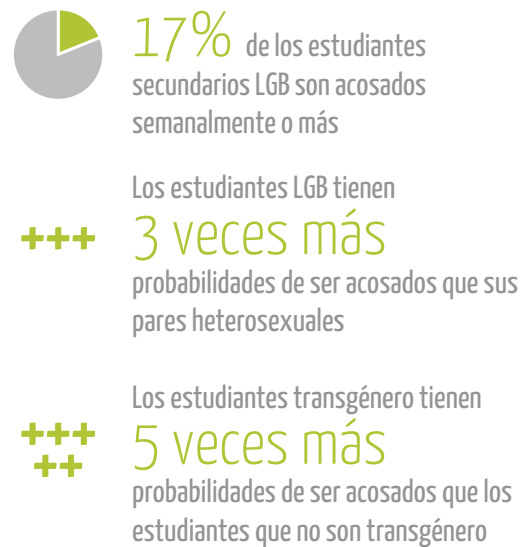 17% de los estudiantes
secundarios LGB son acosados
semanalmente o más
Los estudiantes LGB tienen
+++ 3 veces más
probabilidades de ser acosados que sus
pares heterosexuales
Los estudiantes transgénero tienen
+++
++ 5 veces más
probabilidades de ser acosados que los
estudiantes que no son transgénero